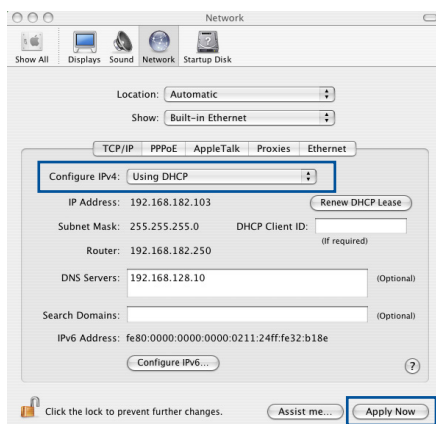 Network
Show All Displays Sound Network Startup Disk
Location: Automatic
Show: Built-in Ethernet
TCP/IP PPPoE AppleTalk Proxies Ethernet
Configure IPv4: Using DHCP
IP Address: 192.168.182.103 Renew DHCP Lease
Subnet Mask: 255.255.255.0 DHCP Client ID:
(If required)
Router: 192.168.182.250
DNS Servers: 192.168.128.10 (Optional)
Search Domains: (Optional)
IPv6 Address: fe80:0000:0000:0000:0211:24ff:fe32:b18e
Configure IPv6... ?
Click the lock to prevent further changes. Assist me... Apply Now